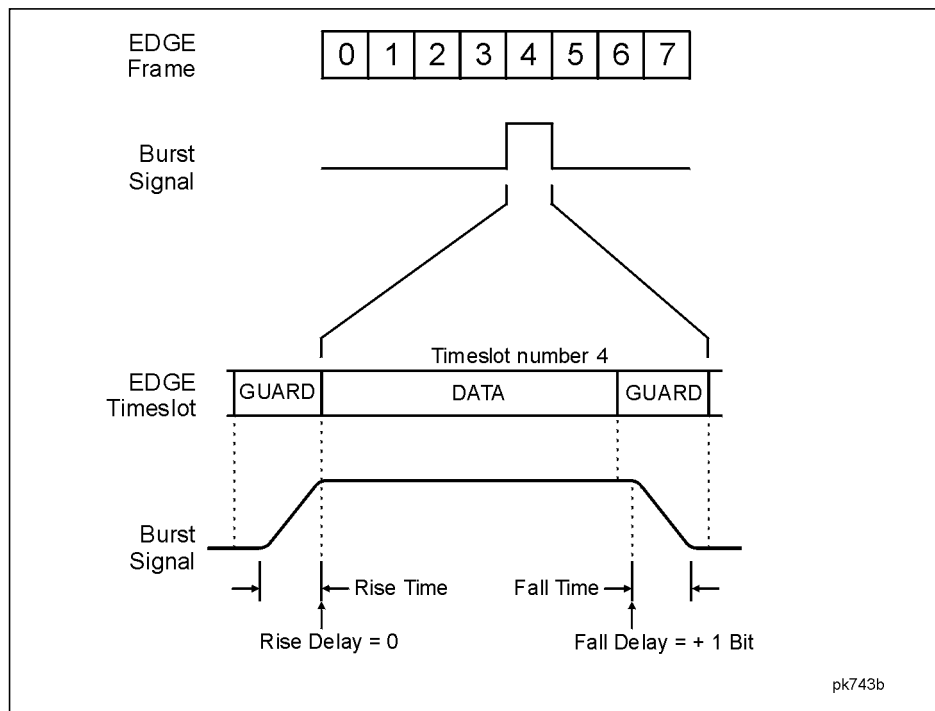 EDGE
Frame
0 1 2 3 4 5 6 7
Burst
Signal
Timeslot number 4
EDGE
Timeslot
GUARD DATA GUARD
Burst
Signal
Rise Time Fall Time
Rise Delay = 0 Fall Delay = + 1 Bit
pk743b